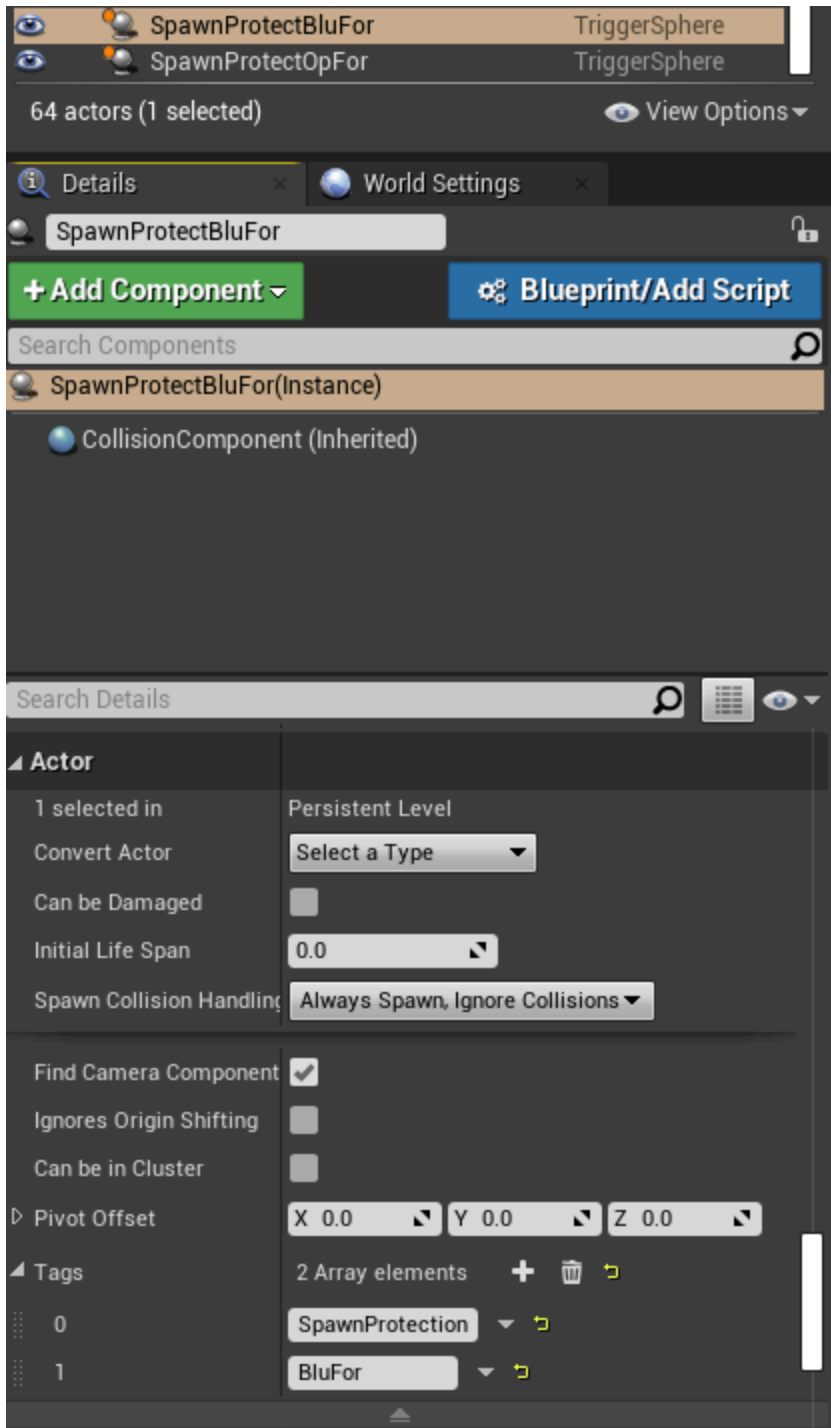 SpawnProtectBluFor TriggerSphere
SpawnProtectOpFor TriggerSphere
64 actors (1 selected) View Options
Details World Settings
SpawnProtectBluFor
+Add Component Blueprint/Add Script
Search Components
SpawnProtectBluFor(Instance)
CollisionComponent (Inherited)
Search Details
Actor
1 selected in Persistent Level
Convert Actor Select a Type
Can be Damaged
Initial Life Span 0.0
Spawn Collision Handling Always Spawn, Ignore Collisions
Find Camera Component
Ignores Origin Shifting
Can be in Cluster
Pivot Offset X 0.0 Y 0.0 Z 0.0
Tags 2 Array elements
0 SpawnProtection
1 BluFor